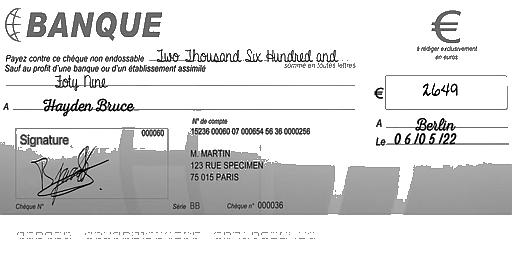 BANQUE
€
à rédiger exclusivement
en euros
Payez contre ce chèque non endossable Two Thousand Six Hundred and
Sauf au profit d'une banque ou d'un établissement assimilé
somme en toutes lettres
Foty Nine
€ 2649
A Hayden Bruce
A Berlin
Le 06/05/22
Signature
000060
N° de compte
15236 00060 07 000654 56 36 0000256
M. MARTIN
123 RUE SPECIMEN
75 015 PARIS
Chèque N°
Série BB
Chèque n° 000036